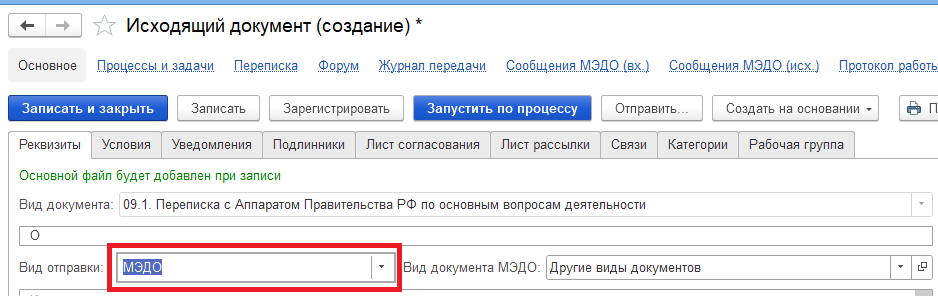 Исходящий документ (создание) *
Основное Процессы и задачи Переписка Форум Журнал передачи Сообщения МЭДО (вх.) Сообщения МЭДО (исх.) Протокол работы
Записать и закрыть Записать Зарегистрировать Запустить по процессу Отправить... Создать на основании П
Реквизиты Условия Уведомления Подлинники Лист согласования Лист рассылки Связи Категории Рабочая группа
Основной файл будет добавлен при записи
Вид документа: 09.1. Переписка с Аппаратом Правительства РФ по основным вопросам деятельности
О
Вид отправки: МЭДО Вид документа МЭДО: Другие виды документов